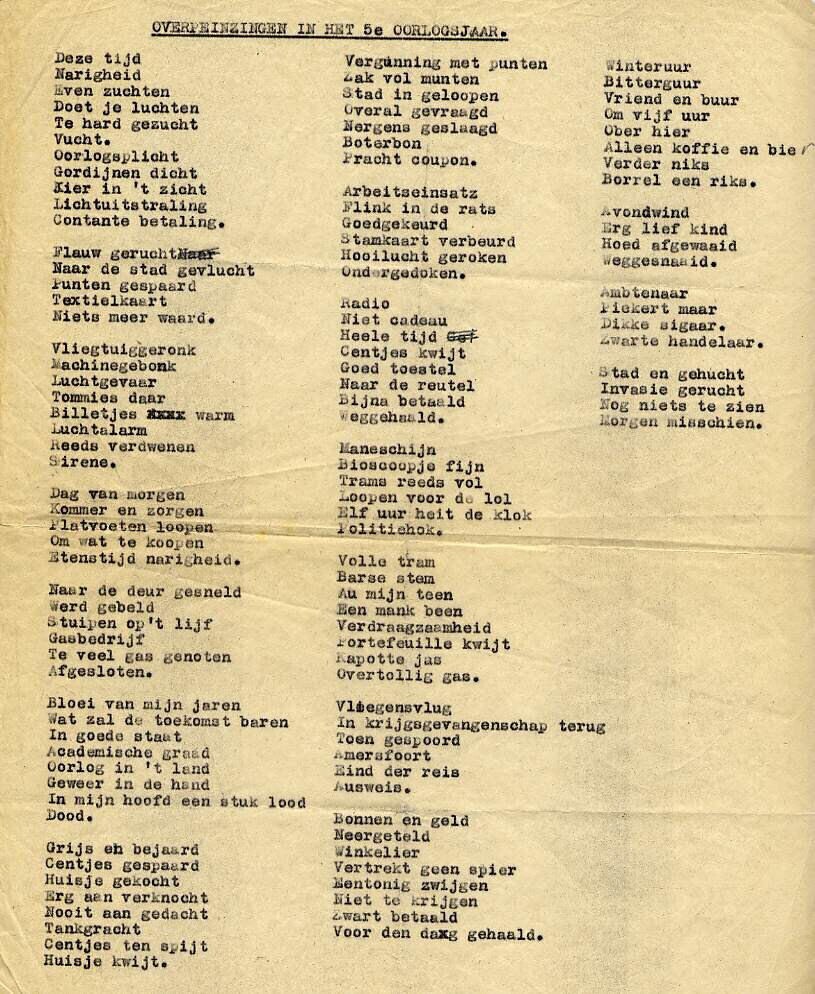 OVERPEINZINGEN IN HET 5e OORLOGSJAAR.
Deze tijd
Narigheid
Even zuchten
Doet je luchten
Te hard gezucht
Vucht.
Oorlogsplicht
Gordijnen dicht
Kier in 't zicht
Lichtuitstraling
Contante betaling.
Flauw gerucht
Naar de stad gevlucht
Punten gespaard
Textielkaart
Niets meer waard.
Vliegtuiggeronk
Machinegebonk
Luchtgevaar
Tommies daar
Billetjes warm
Luchtalarm
Reeds verdwenen
Sirene.
Dag van morgen
Kommer en zorgen
Platvoeten loopen
Om wat te koopen
Etenstijd narigheid.
Naar de deur gesneld
Werd gebeld
Stuipen op't lijf
Gasbedrijf
Te veel gas genoten
Afgesloten.
Bloei van mijn jaren
Wat zal de toekomst baren
In goede staat
Academische graad
Oorlog in 't land
Geweer in de hand
In mijn hoofd een stuk lood
Dood.
Grijs en bejaard
Centjes gespaard
Huisje gekocht
Erg aan verknocht
Nooit aan gedacht
Tankgracht
Centjes ten spijt
Huisje kwijt.
Vergunning met punten
Zak vol munten
Stad in geloopen
Overal gevraagd
Nergens geslaagd
Boterbon
Pracht coupon.
Arbeitseinsatz
Flink in de rats
Goedgekeurd
Stamkaart verbeurd
Hooilucht geroken
Ondergedoken.
Radio
Niet cadeau
Heele tijd
Centjes kwijt
Goed toestel
Naar de reutel
Bijna betaald
Weggehaald.
Maneschijn
Bioscoopje fijn
Trams reeds vol
Loopen voor de lol
Elf uur heit de klok
Politiehok.
Volle tram
Barse stem
Au mijn teen
Een mank been
Verdraagzaamheid
Portefeuille kwijt
Kapotte jas
Overtollig gas.
Vliegensvlug
In krijgsgevangenschap terug
Toen gespoord
Amersfoort
Eind der reis
Ausweis.
Bonnen en geld
Neergeteld
Winkelier
Vertrekt geen spier
Eentonig zwijgen
Niet te krijgen
Zwart betaald
Voor den daxg gehaald.
Winteruur
Bitterguur
Vriend en buur
Om vijf uur
Ober hier
Alleen koffie en bier
Verder niks
Borrel een riks.
Avondwind
Erg lief kind
Hoed afgewaaid
Weggesnaaid.
Ambtenaar
Piekert maar
Dikke sigaar.
Zwarte handelaar.
Stad en gehucht
Invasie gerucht
Nog niets te zien
Morgen misschien.